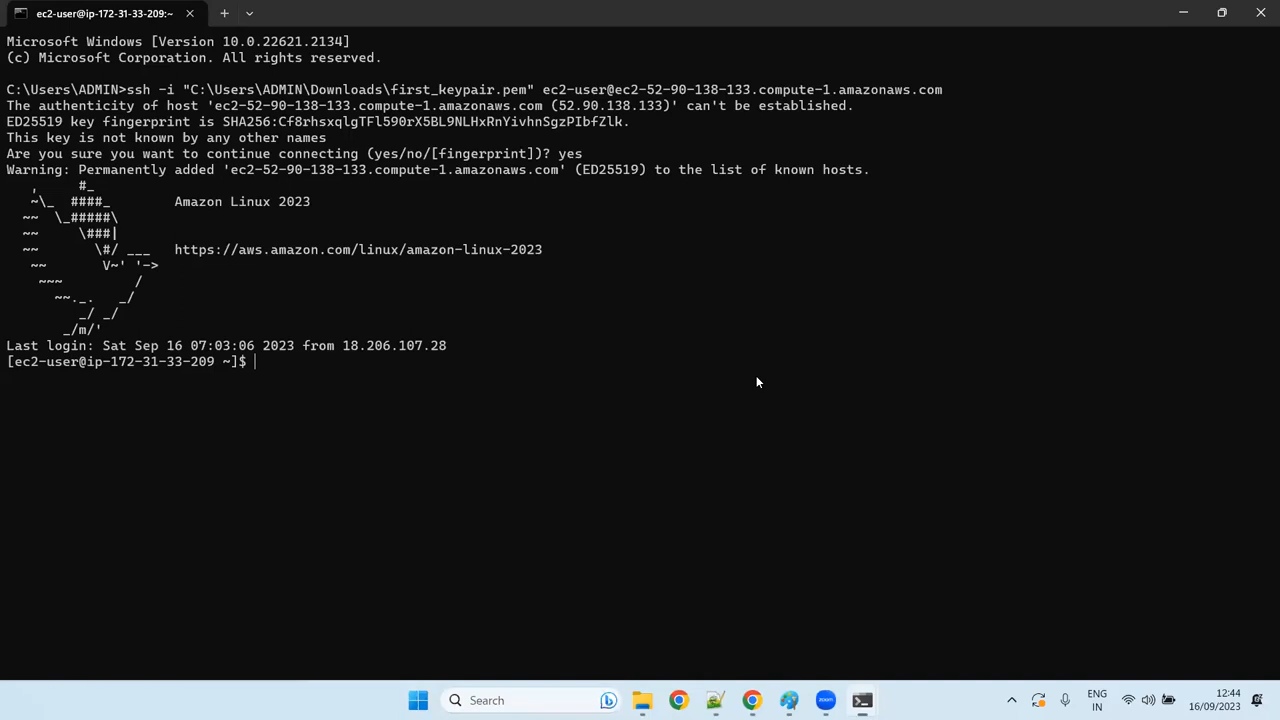 ec2-user@ip-172-31-33-209:~
Microsoft Windows [Version 10.0.22621.2134]
(c) Microsoft Corporation. All rights reserved.
C:\Users\ADMIN>ssh -i "C:\Users\ADMIN\Downloads\first_keypair.pem" ec2-user@ec2-52-90-138-133.compute-1.amazonaws.com
The authenticity of host 'ec2-52-90-138-133.compute-1.amazonaws.com (52.90.138.133)' can't be established.
ED25519 key fingerprint is SHA256:Cf8rhsxqlgTFl590rX5BL9NLHxRnYivhnSgzPIbfZlk.
This key is not known by any other names
Are you sure you want to continue connecting (yes/no/[fingerprint])? yes
Warning: Permanently added 'ec2-52-90-138-133.compute-1.amazonaws.com' (ED25519) to the list of known hosts.
   ,     #_
   ~\_  ####_        Amazon Linux 2023
  ~~  \_#####\
  ~~     \###|
  ~~       \#/ ___   https://aws.amazon.com/linux/amazon-linux-2023
   ~~       V~' '->
    ~~~         /
      ~~._.   _/
         _/ _/
       _/m/'
Last login: Sat Sep 16 07:03:06 2023 from 18.206.107.28
[ec2-user@ip-172-31-33-209 ~]$
Search
ENG
IN
12:44
16/09/2023